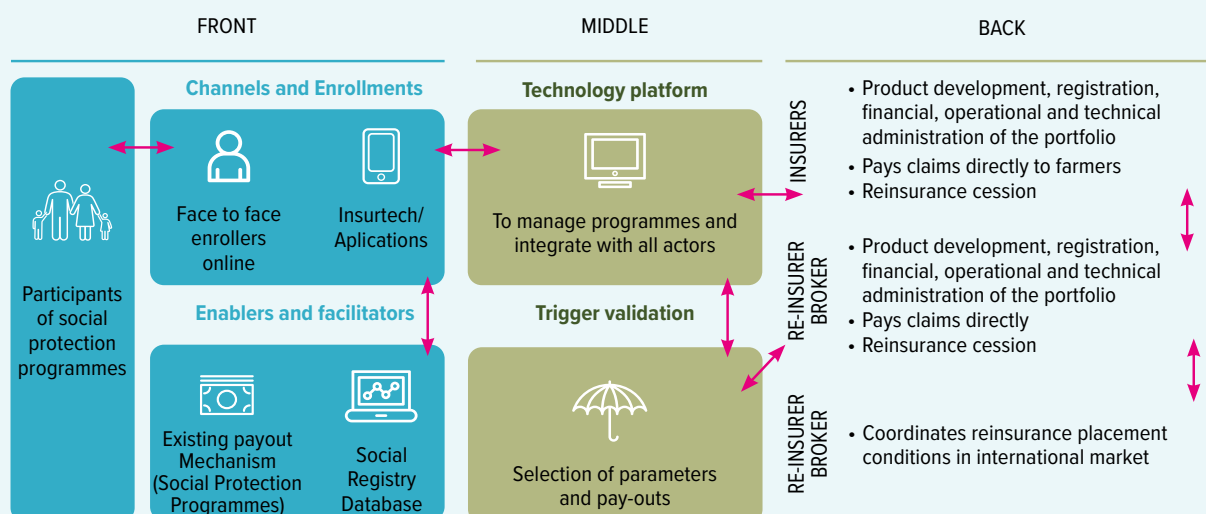 FRONT
MIDDLE
BACK
Participants
of social
protection
programmes
Channels and Enrollments
Face to face
enrollers
online
Insurtech/
Aplications
Enablers and facilitators
Existing payout
Mechanism
(Social Protection
Programmes)
Social
Registry
Database
Technology platform
To manage programmes and
integrate with all actors
Trigger validation
Selection of parameters
and pay-outs
INSURERS
• Product development, registration,
financial, operational and technical
administration of the portfolio
• Pays claims directly to farmers
• Reinsurance cession
RE-INSURER
BROKER
• Product development, registration,
financial, operational and technical
administration of the portfolio
• Pays claims directly
• Reinsurance cession
RE-INSURER
BROKER
• Coordinates reinsurance placement
conditions in international market